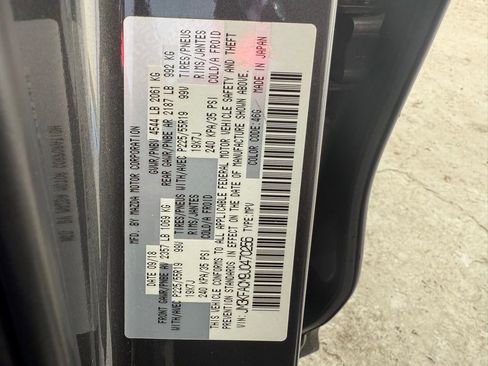 MFD. BY MAZDA MOTOR CORPORATION
DATE 09/18 GVWR/PNBV 4544 LB 2061 KG
FRONT GAWR/PNBE AV 2357 LB 1069 KG REAR GAWR/PNBE AR 2187 LB 992 KG
WITH/AVEC P225/55R19 99V TIRES/PNEUS WITH/AVEC P225/55R19 99V TIRES/PNEUS
19X7J RIMS/JANTES 19X7J RIMS/JANTES
240 KPA/35 PSI COLD/A FROID 240 KPA/35 PSI COLD/A FROID
THIS VEHICLE CONFORMS TO ALL APPLICABLE FEDERAL MOTOR VEHICLE SAFETY AND THEFT
PREVENTION STANDARDS IN EFFECT ON THE DATE OF MANUFACTURE SHOWN ABOVE.
VIN: JM3KFACM9J0470265 TYPE:MPV COLOR CODE:46G MADE IN JAPAN